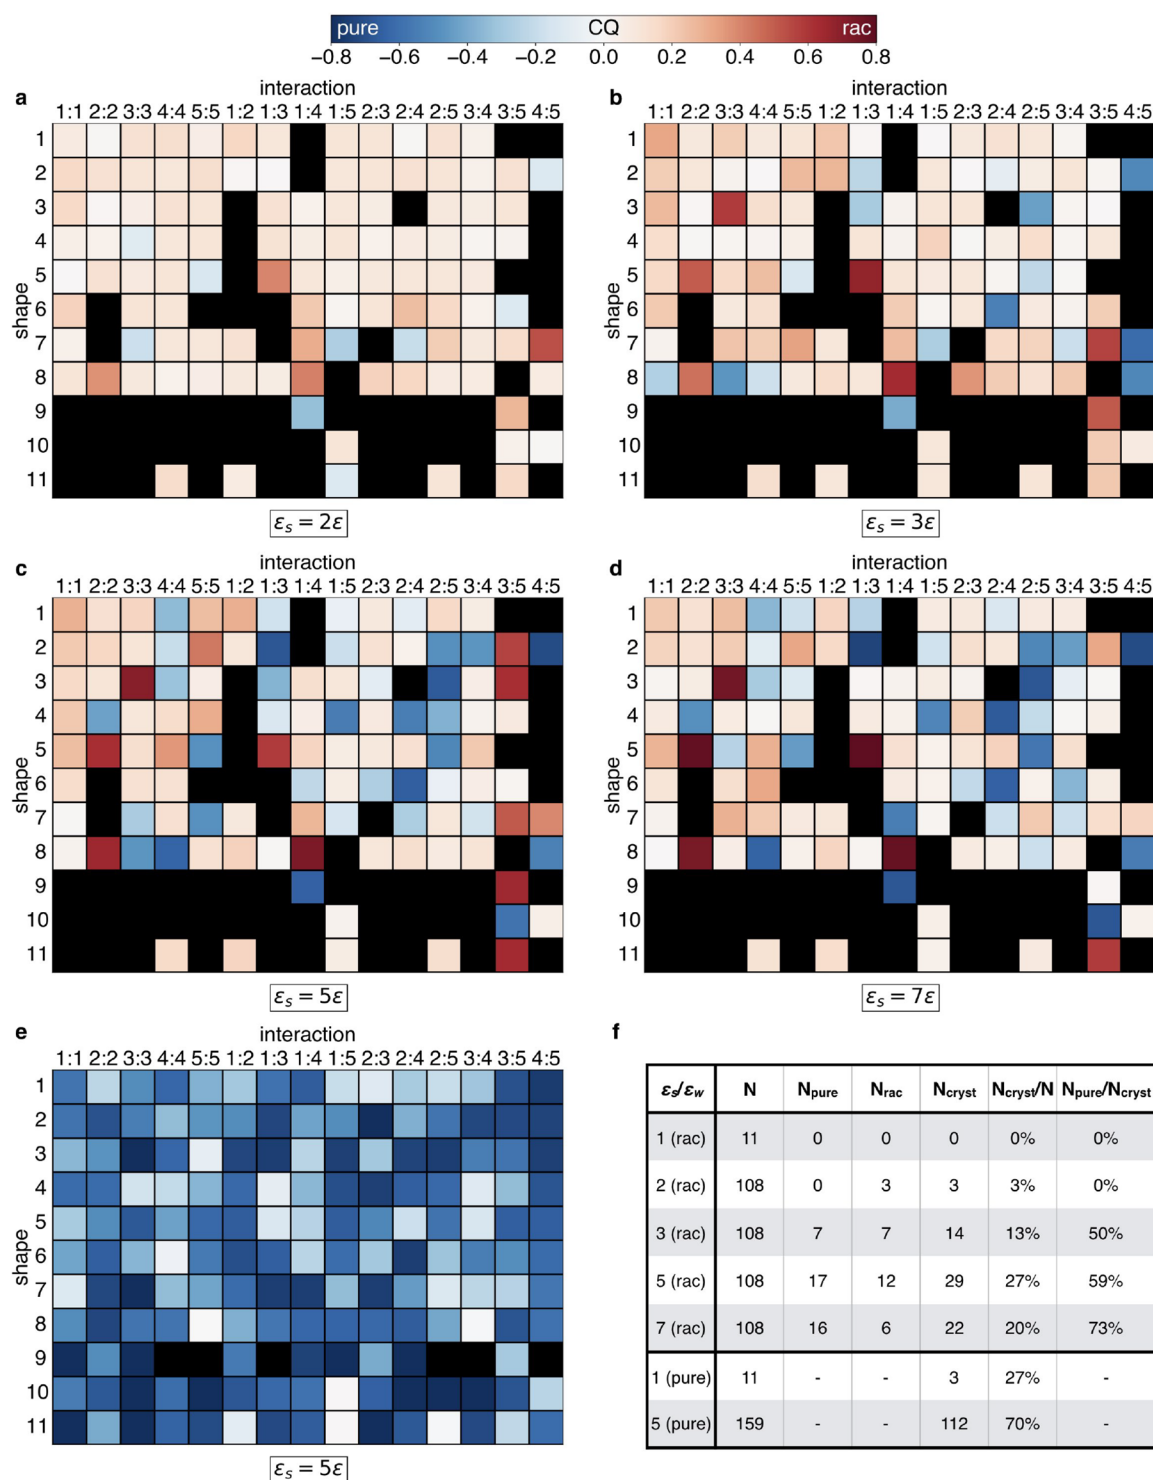 pure CQ rac
−0.8 −0.6 −0.4 −0.2 0.0 0.2 0.4 0.6 0.8
a
interaction
1:1 2:2 3:3 4:4 5:5 1:2 1:3 1:4 1:5 2:3 2:4 2:5 3:4 3:5 4:5
shape
1
2
3
4
5
6
7
8
9
10
11
εs = 2ε
b
interaction
1:1 2:2 3:3 4:4 5:5 1:2 1:3 1:4 1:5 2:3 2:4 2:5 3:4 3:5 4:5
shape
1
2
3
4
5
6
7
8
9
10
11
εs = 3ε
c
interaction
1:1 2:2 3:3 4:4 5:5 1:2 1:3 1:4 1:5 2:3 2:4 2:5 3:4 3:5 4:5
shape
1
2
3
4
5
6
7
8
9
10
11
εs = 5ε
d
interaction
1:1 2:2 3:3 4:4 5:5 1:2 1:3 1:4 1:5 2:3 2:4 2:5 3:4 3:5 4:5
shape
1
2
3
4
5
6
7
8
9
10
11
εs = 7ε
e
interaction
1:1 2:2 3:3 4:4 5:5 1:2 1:3 1:4 1:5 2:3 2:4 2:5 3:4 3:5 4:5
shape
1
2
3
4
5
6
7
8
9
10
11
εs = 5ε
f
εs/εw N Npure Nrac Ncryst Ncryst/N Npure/Ncryst
1 (rac) 11 0 0 0 0% 0%
2 (rac) 108 0 3 3 3% 0%
3 (rac) 108 7 7 14 13% 50%
5 (rac) 108 17 12 29 27% 59%
7 (rac) 108 16 6 22 20% 73%
1 (pure) 11 - - 3 27% -
5 (pure) 159 - - 112 70% -